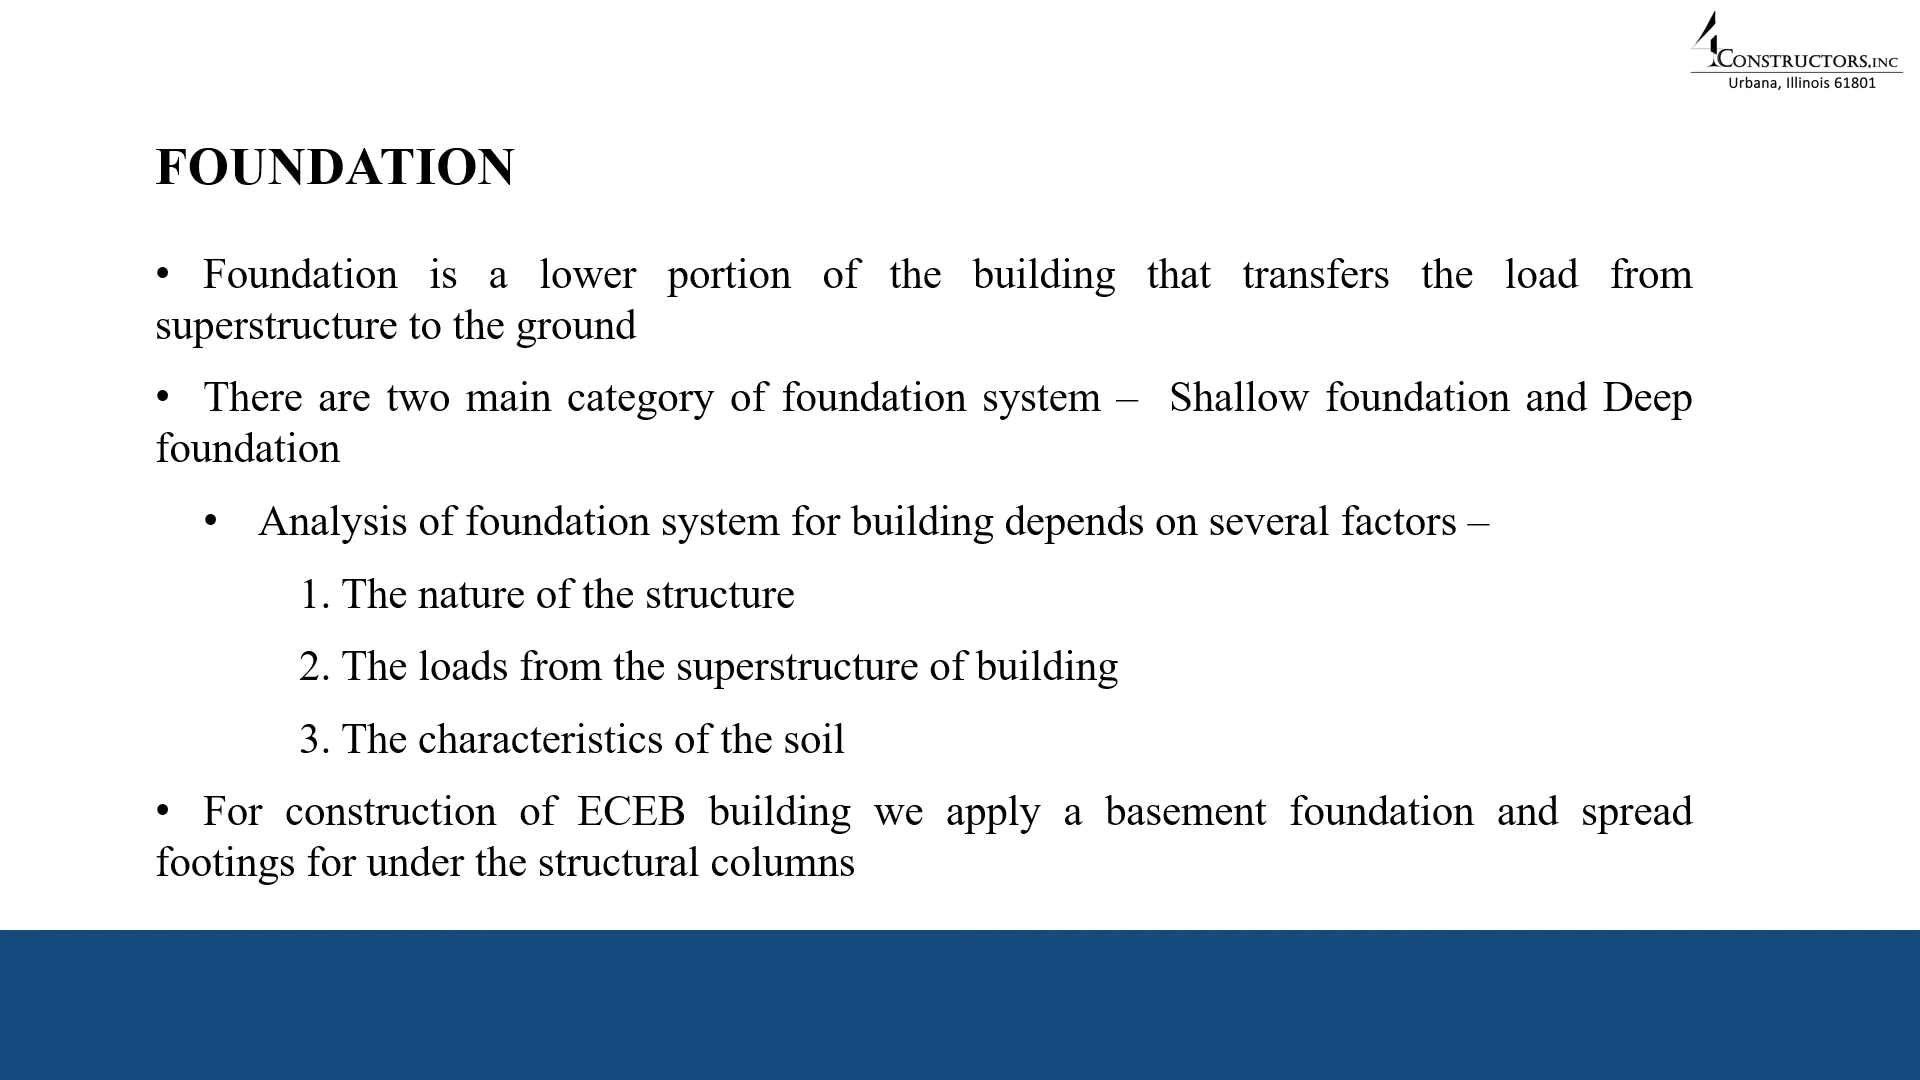 4CONSTRUCTORS,INC
Urbana, Illinois 61801
FOUNDATION
• Foundation is a lower portion of the building that transfers the load from
superstructure to the ground
• There are two main category of foundation system – Shallow foundation and Deep
foundation
• Analysis of foundation system for building depends on several factors –
1. The nature of the structure
2. The loads from the superstructure of building
3. The characteristics of the soil
• For construction of ECEB building we apply a basement foundation and spread
footings for under the structural columns